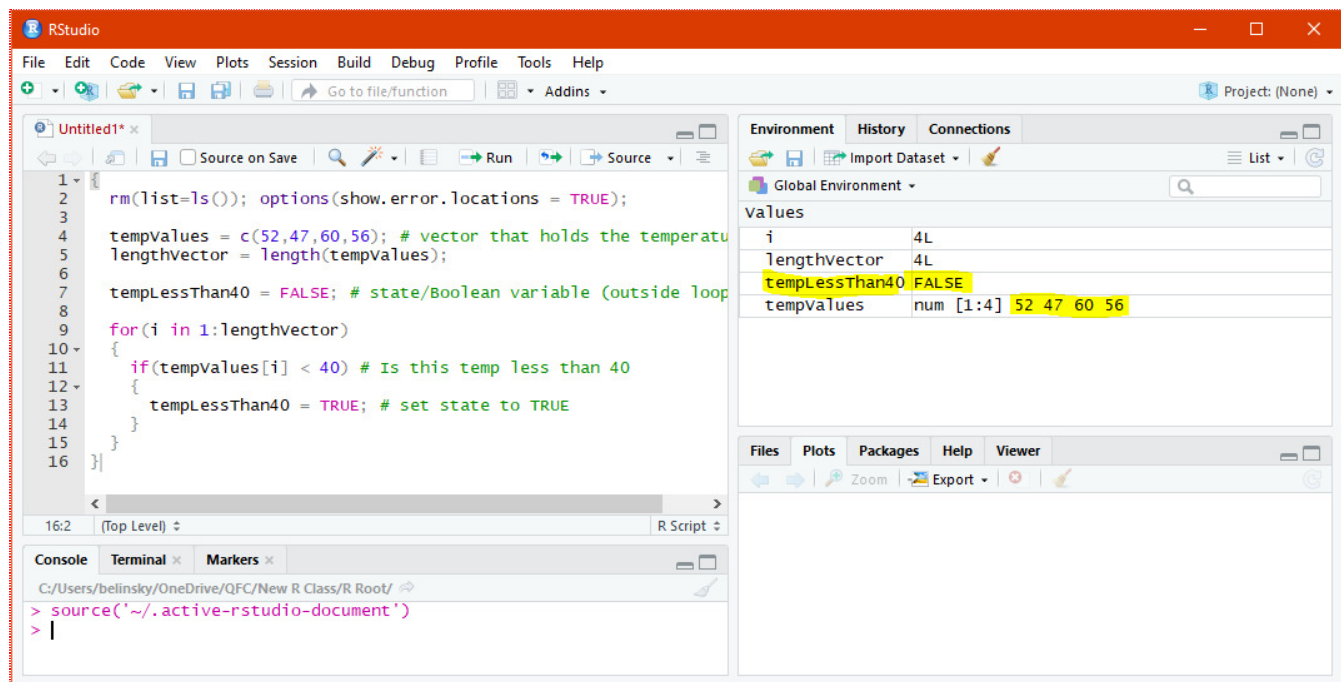 RStudio
File Edit Code View Plots Session Build Debug Profile Tools Help
Go to file/function Addins Project: (None)
Untitled1*
Source on Save Run Source
1 {
2 rm(list=ls()); options(show.error.locations = TRUE);
3
4 tempValues = c(52,47,60,56); # vector that holds the temperatu
5 lengthVector = length(tempValues);
6
7 tempLessThan40 = FALSE; # state/Boolean variable (outside loop
8
9 for(i in 1:lengthVector)
10 {
11 if(tempValues[i] < 40) # Is this temp less than 40
12 {
13 tempLessThan40 = TRUE; # set state to TRUE
14 }
15 }
16 }
16:2 (Top Level) R Script
Console Terminal Markers
C:/Users/belinsky/OneDrive/QFC/New R Class/R Root/
> source('~/.active-rstudio-document')
>
Environment History Connections
Import Dataset List
Global Environment
Values
i 4L
lengthVector 4L
tempLessThan40 FALSE
tempValues num [1:4] 52 47 60 56
Files Plots Packages Help Viewer
Zoom Export